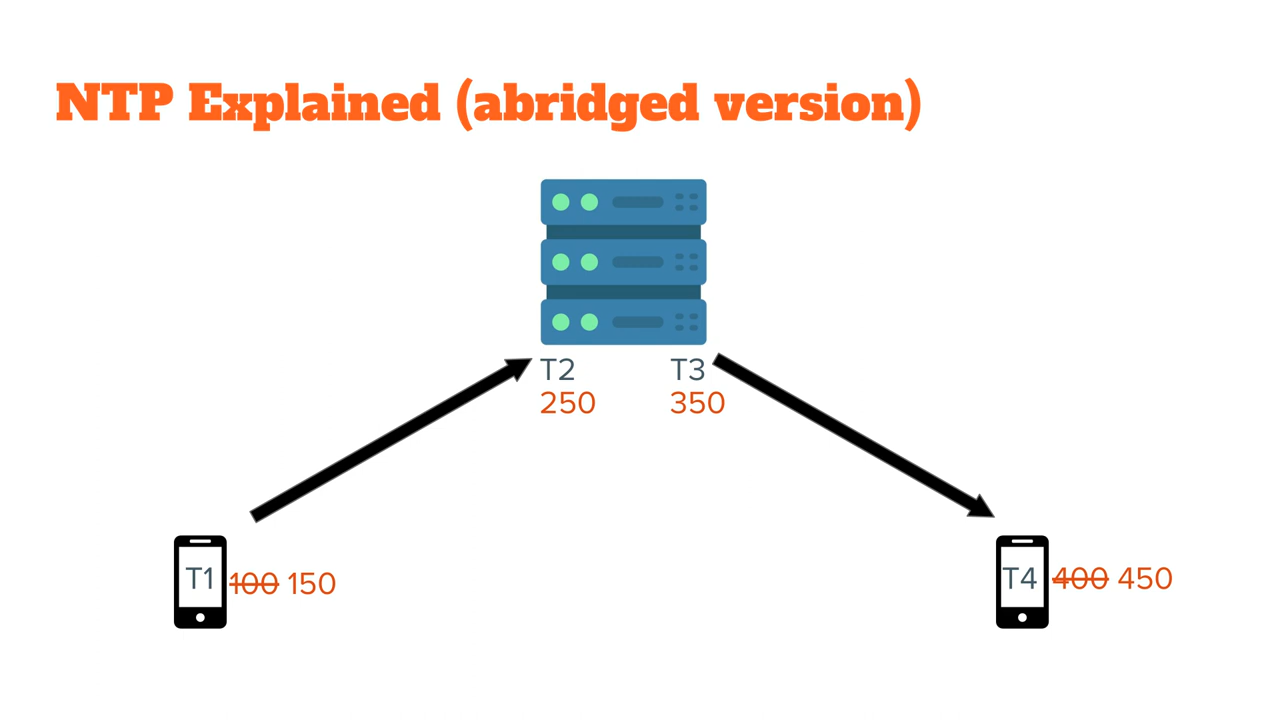 NTP Explained (abridged version)
T2 T3
250 350
T1 100 150
T4 400 450